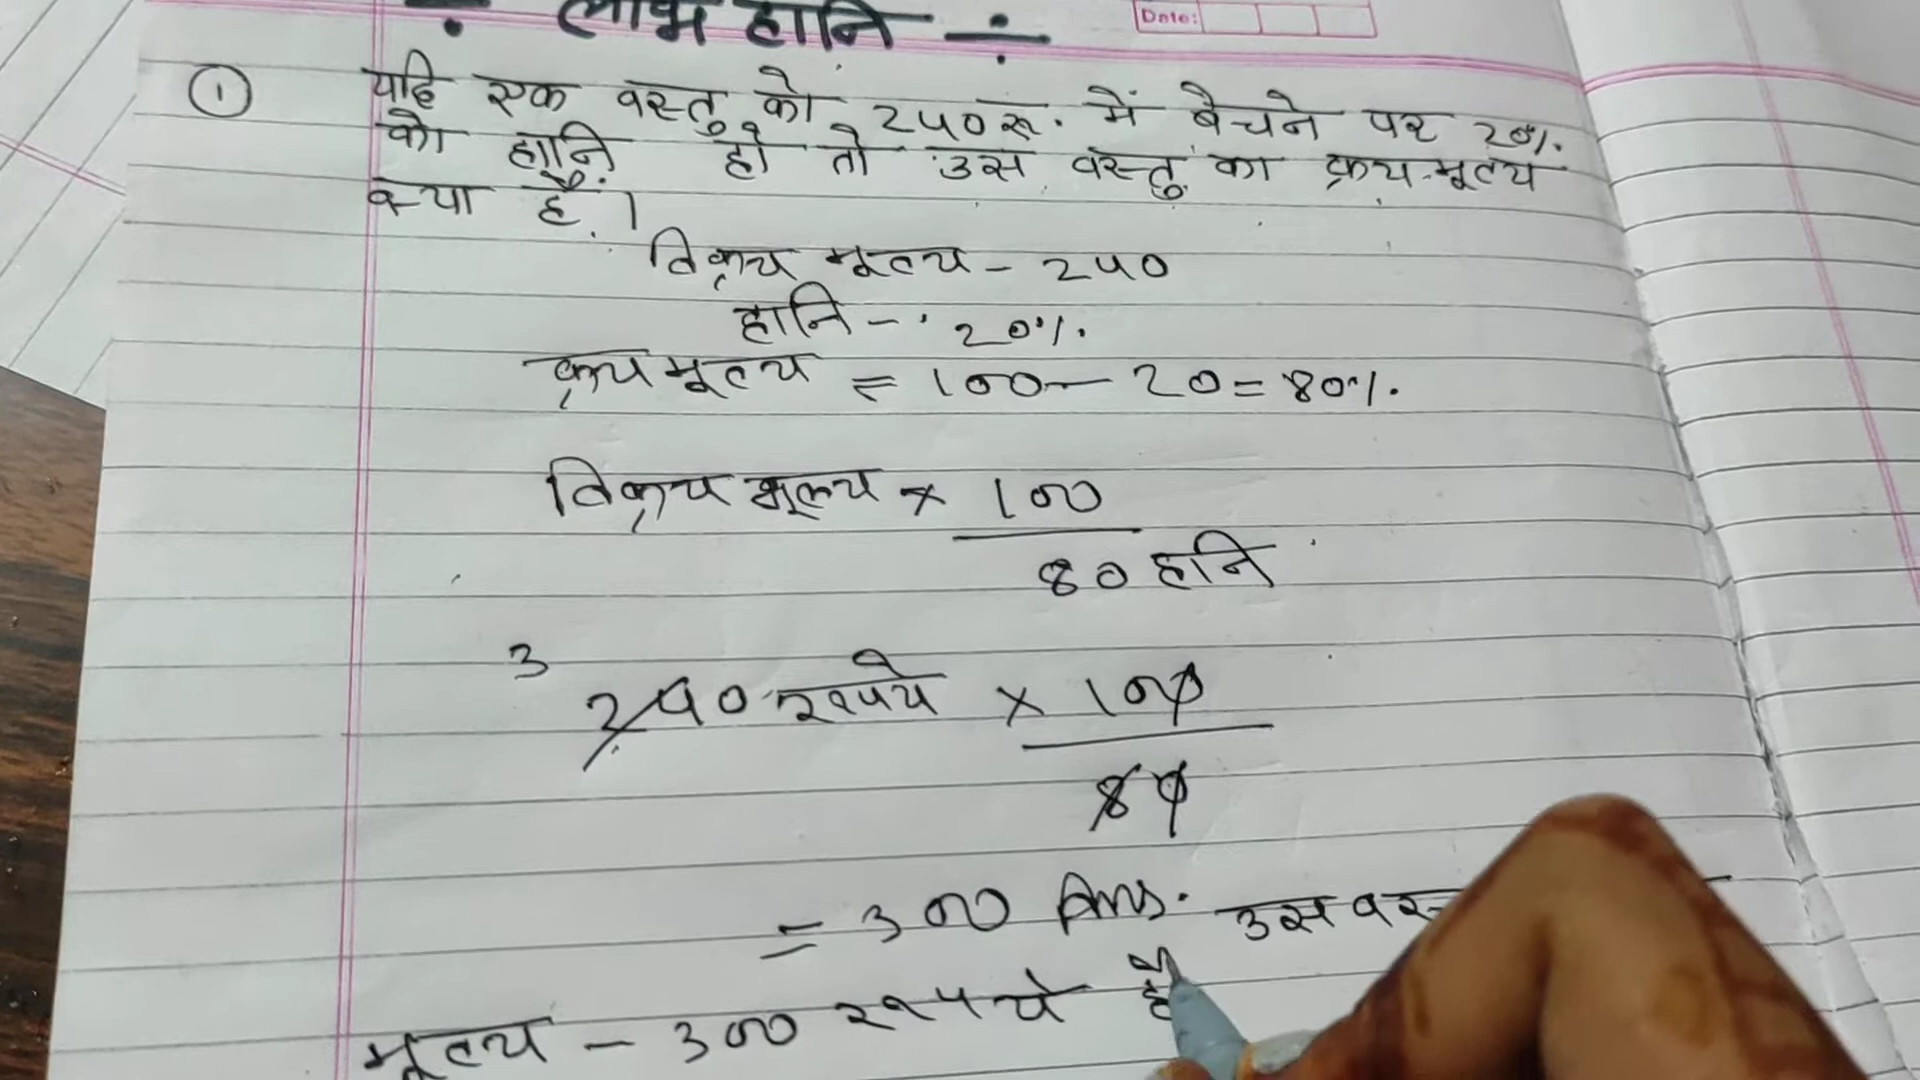 लाभ हानि ÷
Date:
① यदि एक वस्तु को 240 रू. में बेचने पर 20%
को हानि हो तो उस वस्तु का क्रय मूल्य
क्या है।
विक्रय मूल्य - 240
हानि - 20%.
क्रय मूल्य = 100 - 20 = 80%.
विक्रय मूल्य × 100
80 हानि
3
240 रुपये × 100
80
= 300 Ans. उस
मूल्य - 300 रुपये है